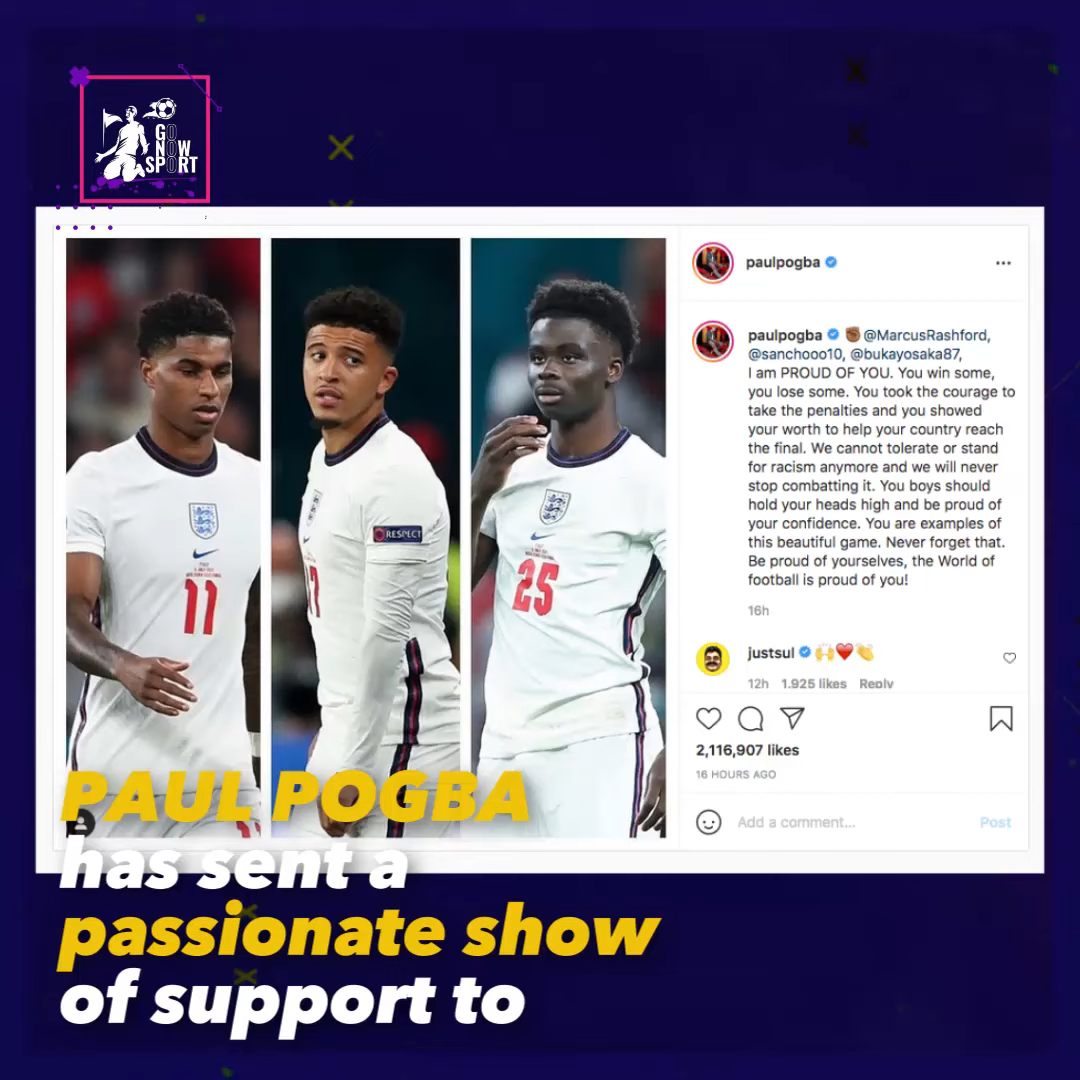 GO
NOW
SPORT
paulpogba
paulpogba ✊🏾@MarcusRashford,
@sanchooo10, @bukayosaka87,
I am PROUD OF YOU. You win some,
you lose some. You took the courage to
take the penalties and you showed
your worth to help your country reach
the final. We cannot tolerate or stand
for racism anymore and we will never
stop combatting it. You boys should
hold your heads high and be proud of
your confidence. You are examples of
this beautiful game. Never forget that.
Be proud of yourselves, the World of
football is proud of you!
16h
justsul 🙌❤️👏
12h 1.925 likes Reply
2,116,907 likes
16 HOURS AGO
Add a comment... Post
RESPECT
11
17
25
PAUL POGBA
has sent a
passionate show
of support to